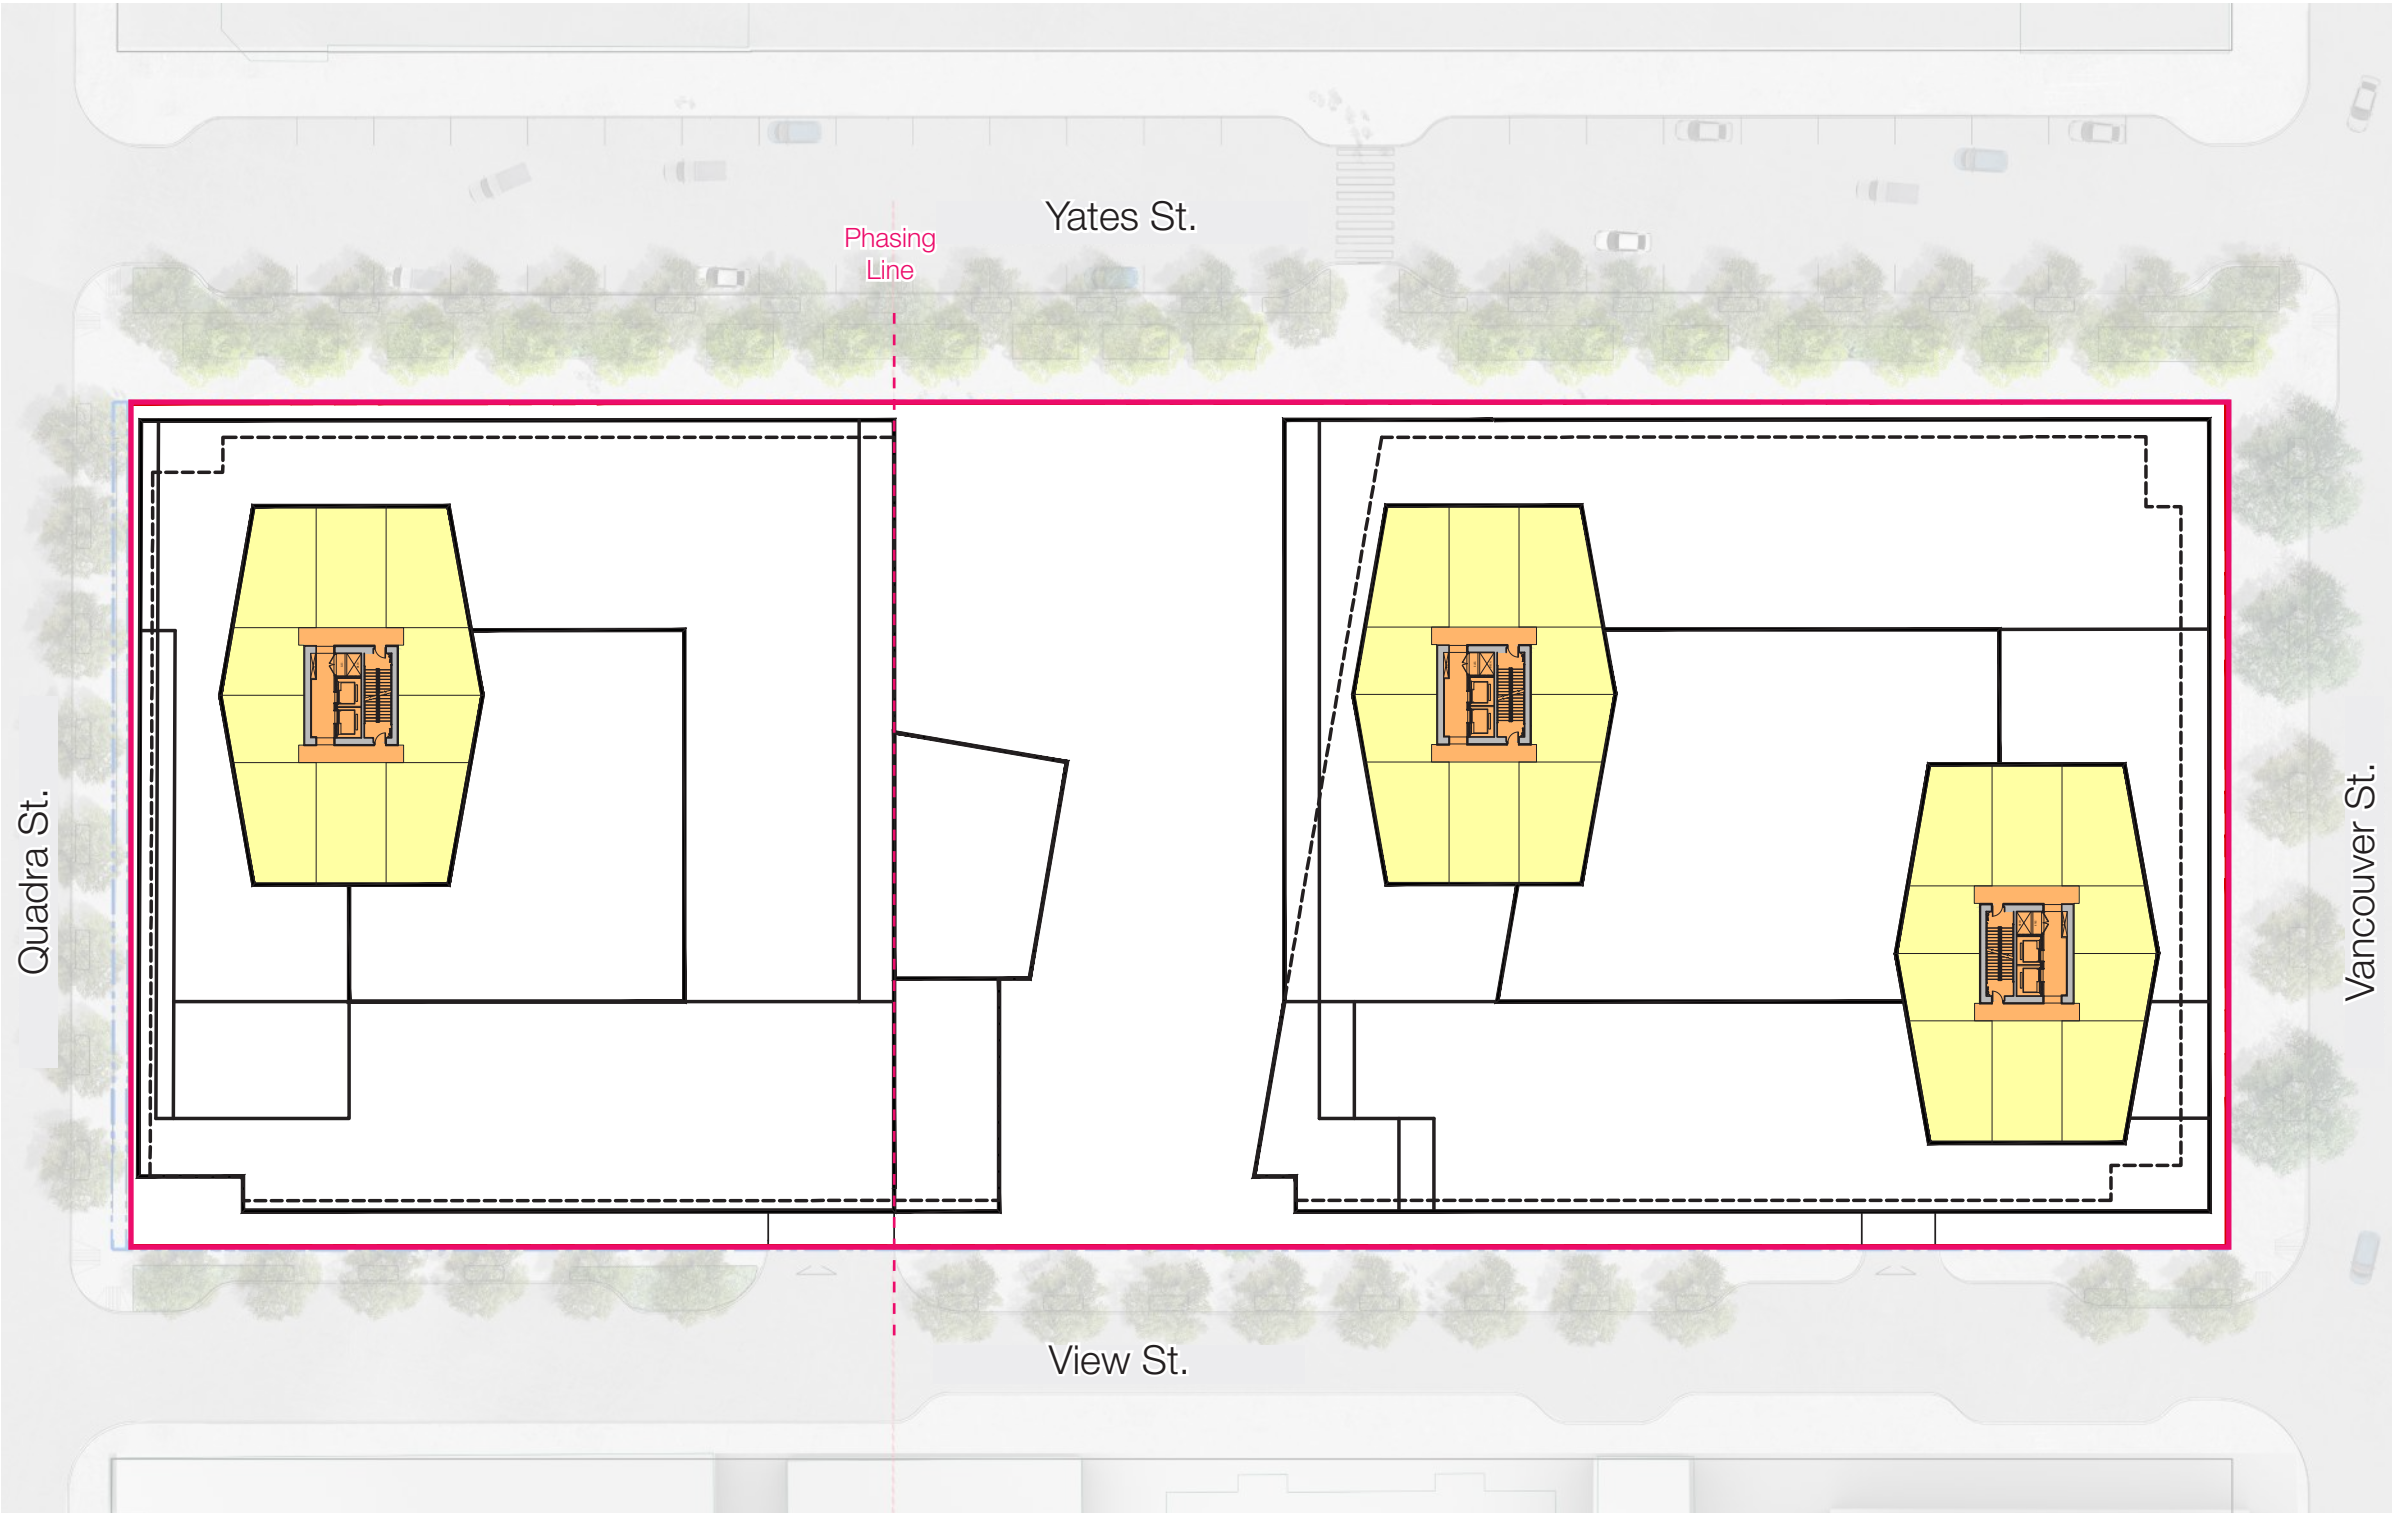 Yates St.
Phasing
Line
Quadra St.
Vancouver St.
View St.